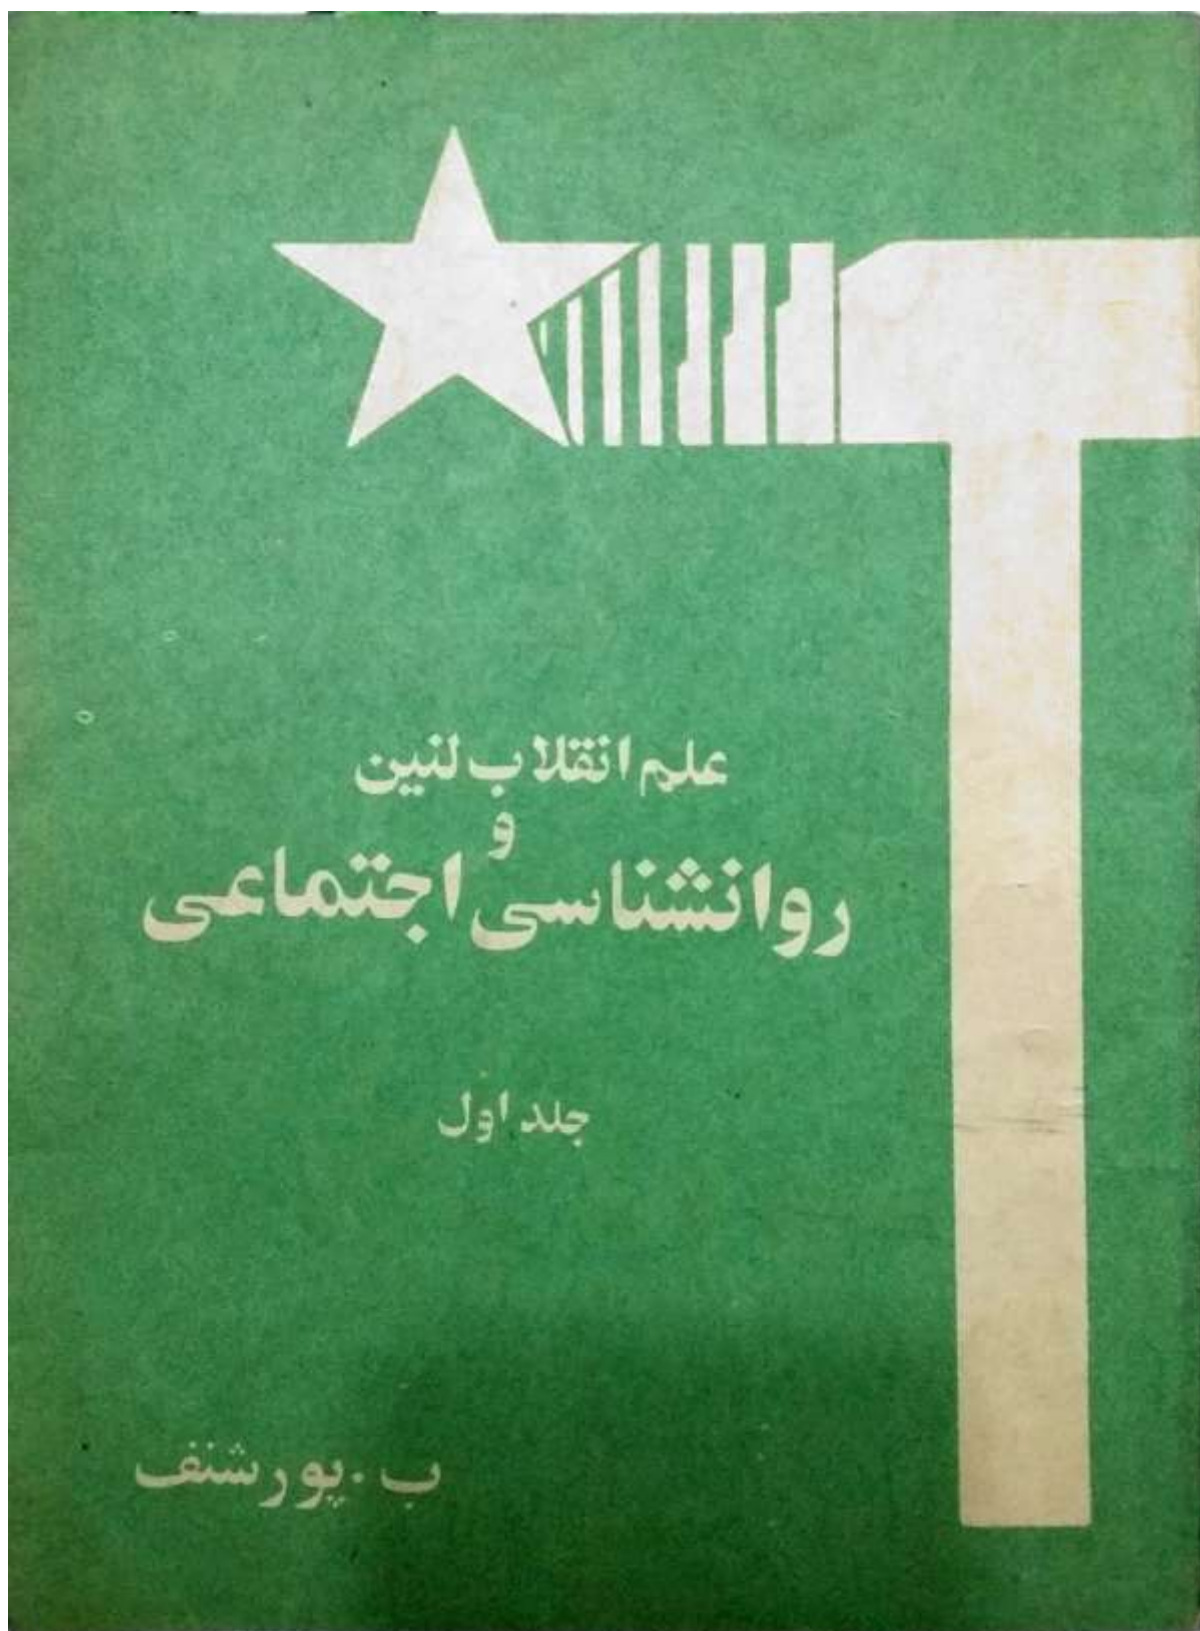 علم انقلاب لنین
و
روانشناسی اجتماعی
جلد اول
ب. پورشنف